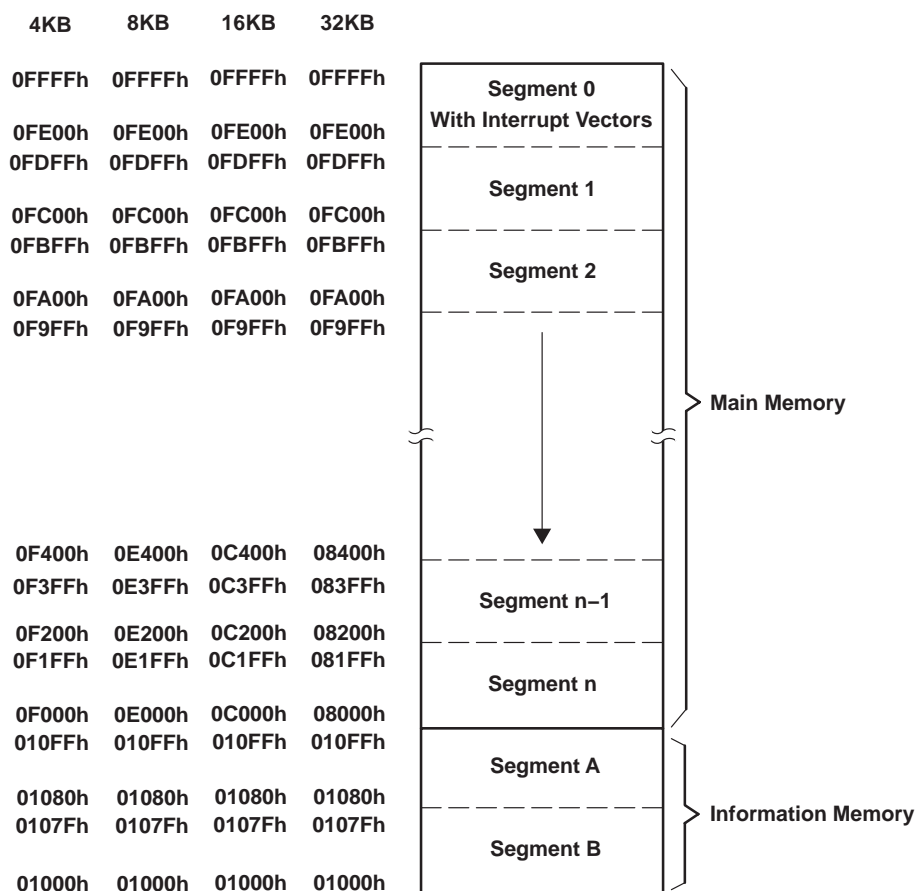 4KB 8KB 16KB 32KB
0FFFFh 0FFFFh 0FFFFh 0FFFFh
Segment 0
With Interrupt Vectors
0FE00h 0FE00h 0FE00h 0FE00h
0FDFFh 0FDFFh 0FDFFh 0FDFFh
Segment 1
0FC00h 0FC00h 0FC00h 0FC00h
0FBFFh 0FBFFh 0FBFFh 0FBFFh
Segment 2
0FA00h 0FA00h 0FA00h 0FA00h
0F9FFh 0F9FFh 0F9FFh 0F9FFh
Main Memory
0F400h 0E400h 0C400h 08400h
0F3FFh 0E3FFh 0C3FFh 083FFh
Segment n–1
0F200h 0E200h 0C200h 08200h
0F1FFh 0E1FFh 0C1FFh 081FFh
Segment n
0F000h 0E000h 0C000h 08000h
010FFh 010FFh 010FFh 010FFh
Segment A
01080h 01080h 01080h 01080h
0107Fh 0107Fh 0107Fh 0107Fh
Information Memory
Segment B
01000h 01000h 01000h 01000h